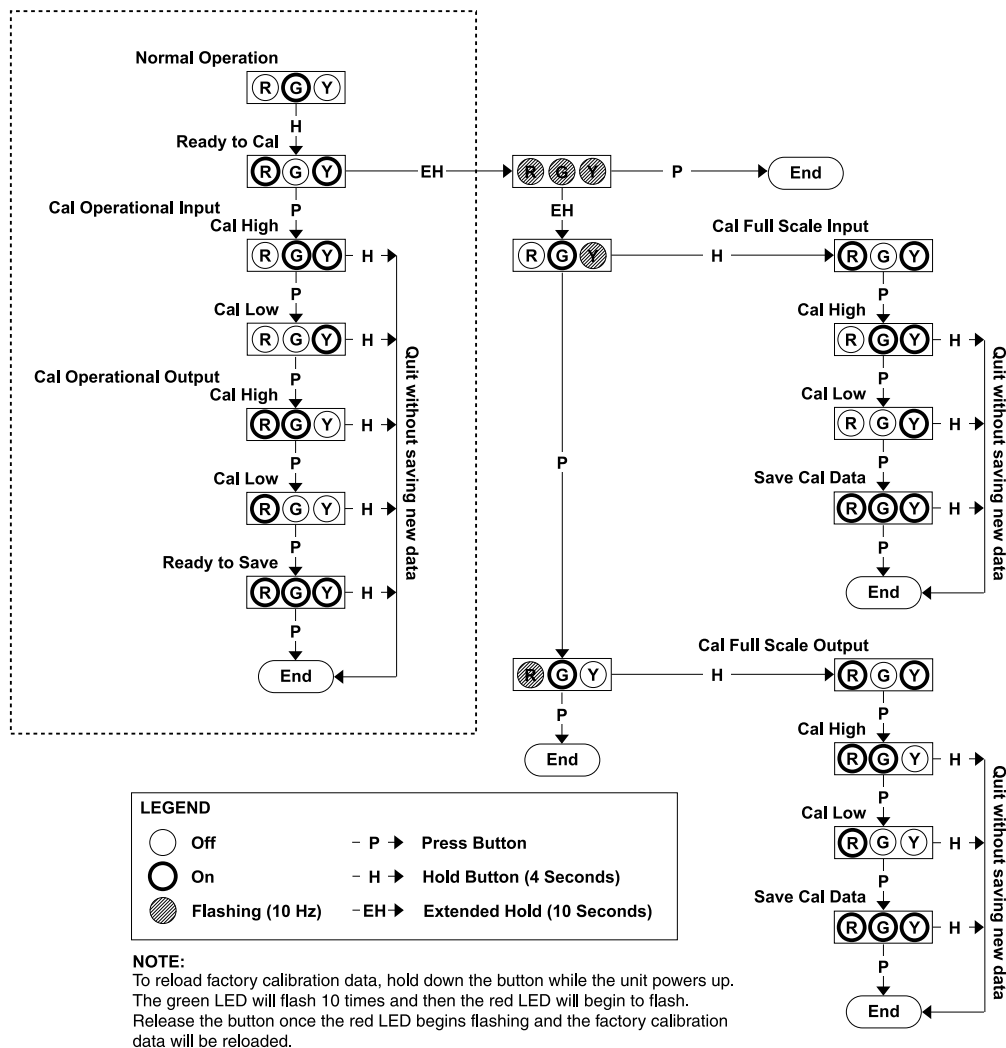 Normal Operation
R G Y
H
Ready to Cal
R G Y
EH
R G Y
P
End
P
EH
Cal Operational Input
Cal High
R G Y
H
R G Y
H
Cal Full Scale Input
R G Y
P
P
Cal Low
R G Y
H
Cal High
R G Y
H
P
P
Cal Operational Output
Cal High
R G Y
H
Cal Low
R G Y
H
P
P
P
Cal Low
R G Y
H
Save Cal Data
R G Y
H
P
P
Ready to Save
R G Y
H
End
P
End
Quit without saving new data
Quit without saving new data
R G Y
H
Cal Full Scale Output
R G Y
P
P
End
Cal High
R G Y
H
P
Cal Low
R G Y
H
P
Save Cal Data
R G Y
H
P
End
Quit without saving new data
LEGEND
Off
P
Press Button
On
H
Hold Button (4 Seconds)
Flashing (10 Hz)
EH
Extended Hold (10 Seconds)
NOTE:
To reload factory calibration data, hold down the button while the unit powers up.
The green LED will flash 10 times and then the red LED will begin to flash.
Release the button once the red LED begins flashing and the factory calibration
data will be reloaded.